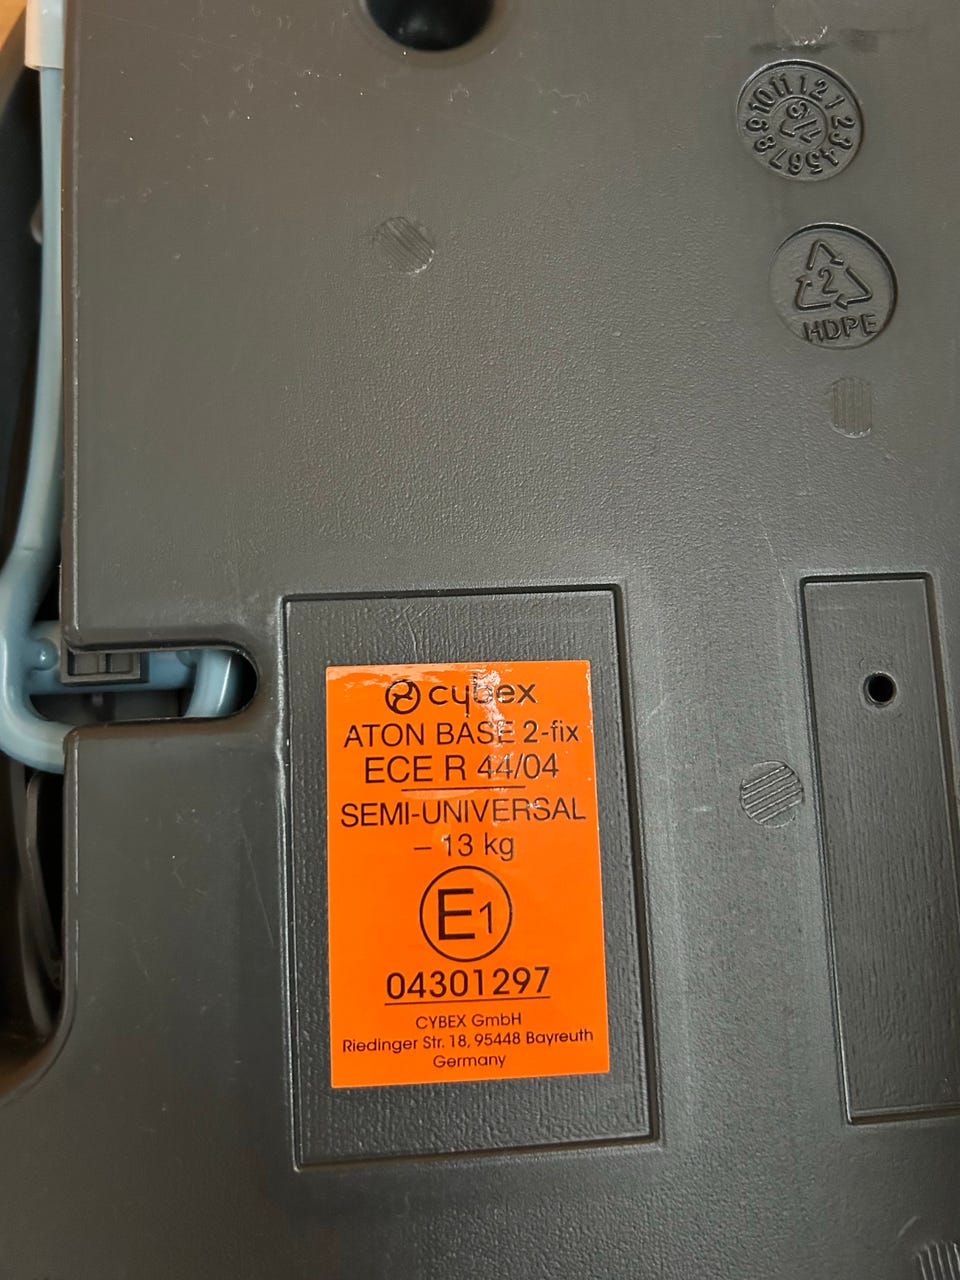 HDPE
2
cybex
ATON BASE 2-fix
ECE R 44/04
SEMI-UNIVERSAL
– 13 kg
E1
04301297
CYBEX GmbH
Riedinger Str. 18, 95448 Bayreuth
Germany